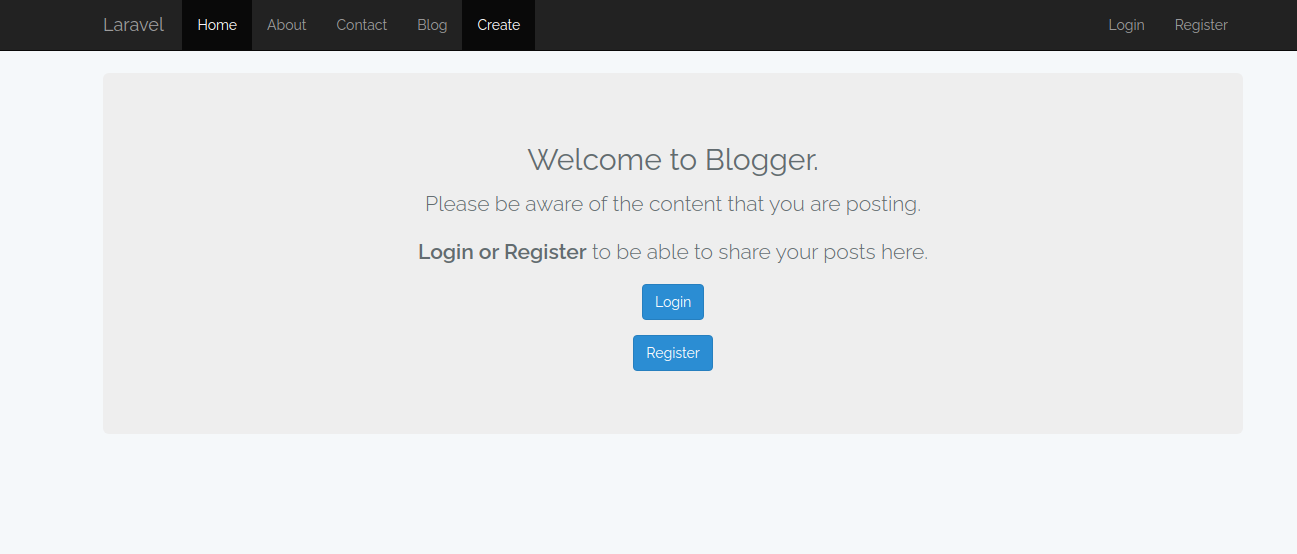 Laravel Home About Contact Blog Create Login Register
Welcome to Blogger.
Please be aware of the content that you are posting.
Login or Register to be able to share your posts here.
Login
Register